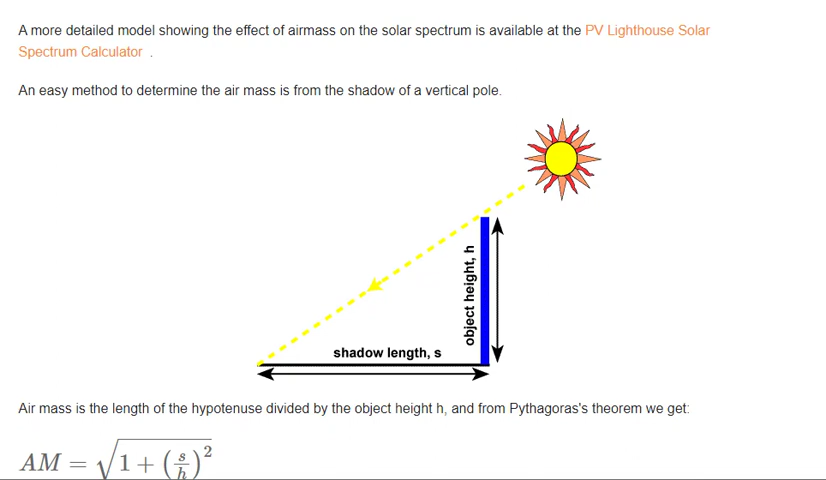 A more detailed model showing the effect of airmass on the solar spectrum is available at the PV Lighthouse Solar
Spectrum Calculator .
An easy method to determine the air mass is from the shadow of a vertical pole.
object height, h
shadow length, s
Air mass is the length of the hypotenuse divided by the object height h, and from Pythagoras's theorem we get:
AM = √(1 + (s/h)²)